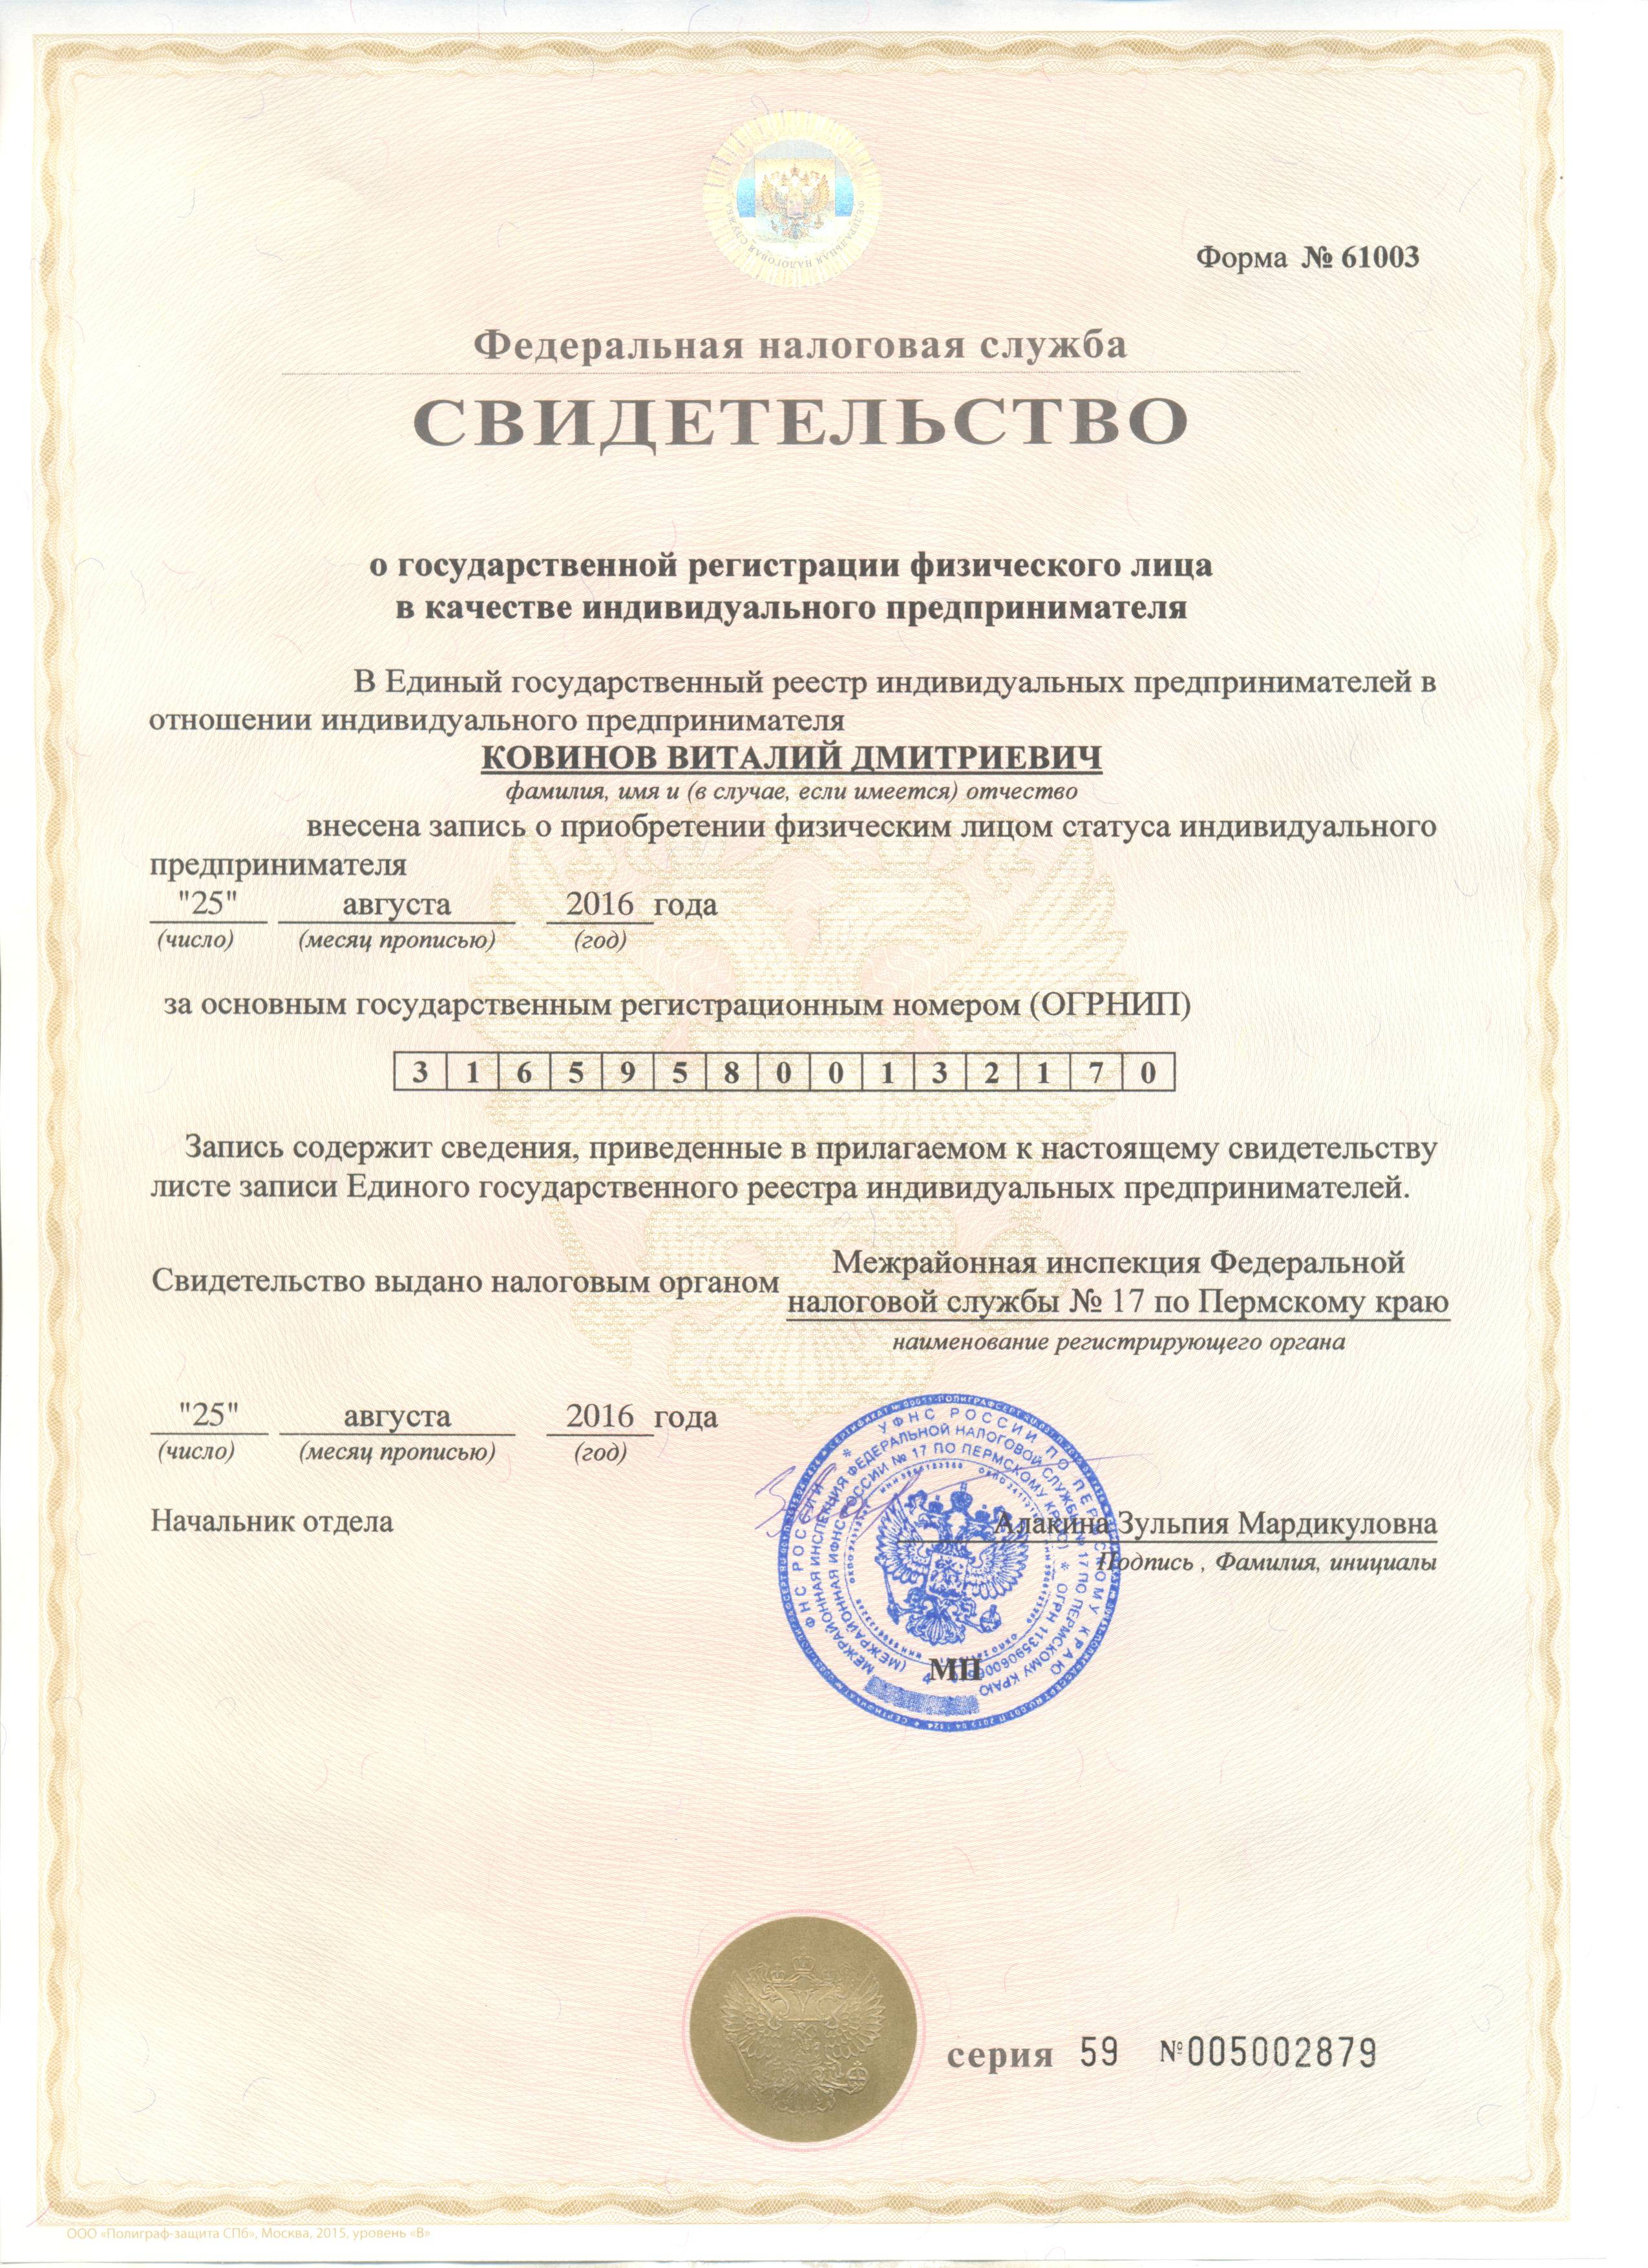 ФЕДЕРАЛЬНАЯ НАЛОГОВАЯ СЛУЖБА
Форма № 61003
Федеральная налоговая служба
СВИДЕТЕЛЬСТВО
о государственной регистрации физического лица
в качестве индивидуального предпринимателя
В Единый государственный реестр индивидуальных предпринимателей в
отношении индивидуального предпринимателя
КОВИНОВ ВИТАЛИЙ ДМИТРИЕВИЧ
фамилия, имя и (в случае, если имеется) отчество
внесена запись о приобретении физическим лицом статуса индивидуального
предпринимателя
"25" августа 2016 года
(число) (месяц прописью) (год)
за основным государственным регистрационным номером (ОГРНИП)
3 1 6 5 9 5 8 0 0 1 3 2 1 7 0
Запись содержит сведения, приведенные в прилагаемом к настоящему свидетельству
листе записи Единого государственного реестра индивидуальных предпринимателей.
Свидетельство выдано налоговым органом
Межрайонная инспекция Федеральной
налоговой службы № 17 по Пермскому краю
наименование регистрирующего органа
"25" августа 2016 года
(число) (месяц прописью) (год)
Начальник отдела
Алакина Зульпия Мардикуловна
Подпись , Фамилия, инициалы
ФНС РОССИИ * УФНС РОССИИ ПО ПЕРМСКОМУ КРАЮ
МЕЖРАЙОННАЯ ИНСПЕКЦИЯ ФЕДЕРАЛЬНОЙ НАЛОГОВОЙ СЛУЖБЫ № 17 ПО ПЕРМСКОМУ КРАЮ
(МЕЖРАЙОННАЯ ИФНС РОССИИ № 17 ПО ПЕРМСКОМУ КРАЮ) * ОГРН
МП
серия 59 №005002879
ООО «Полиграф-защита СПб», Москва, 2015, уровень «В»